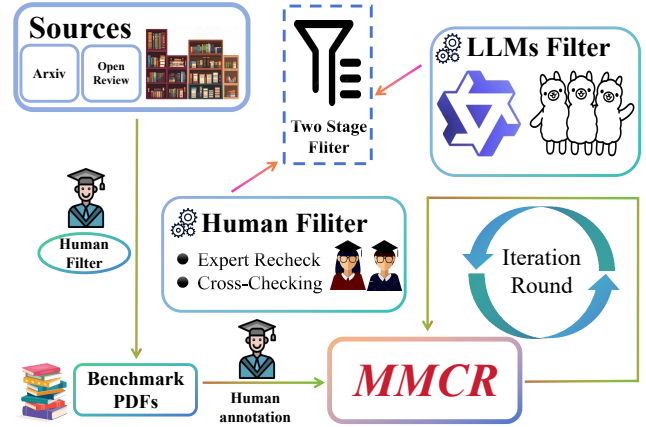 Sources
Arxiv
Open
Review
Two Stage
Fliter
LLMs Filter
Human
Filter
Human Filiter
Expert Recheck
Cross-Checking
Iteration
Round
Benchmark
PDFs
Human
annotation
MMCR